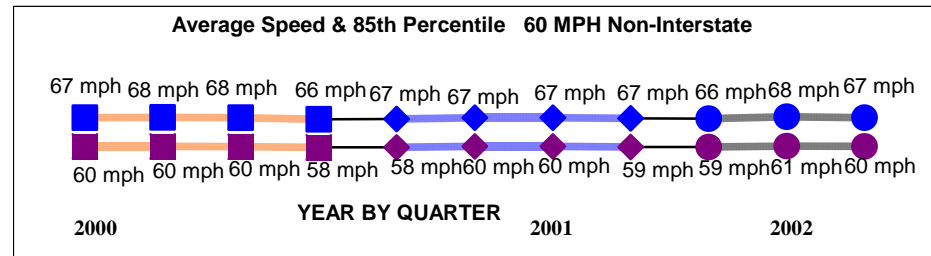 Average Speed & 85th Percentile 60 MPH Non-Interstate
67 mph 68 mph 68 mph 66 mph 67 mph 67 mph 67 mph 67 mph 66 mph 68 mph 67 mph
60 mph 60 mph 60 mph 58 mph 58 mph 60 mph 60 mph 59 mph 59 mph 61 mph 60 mph
YEAR BY QUARTER
2000 2001 2002